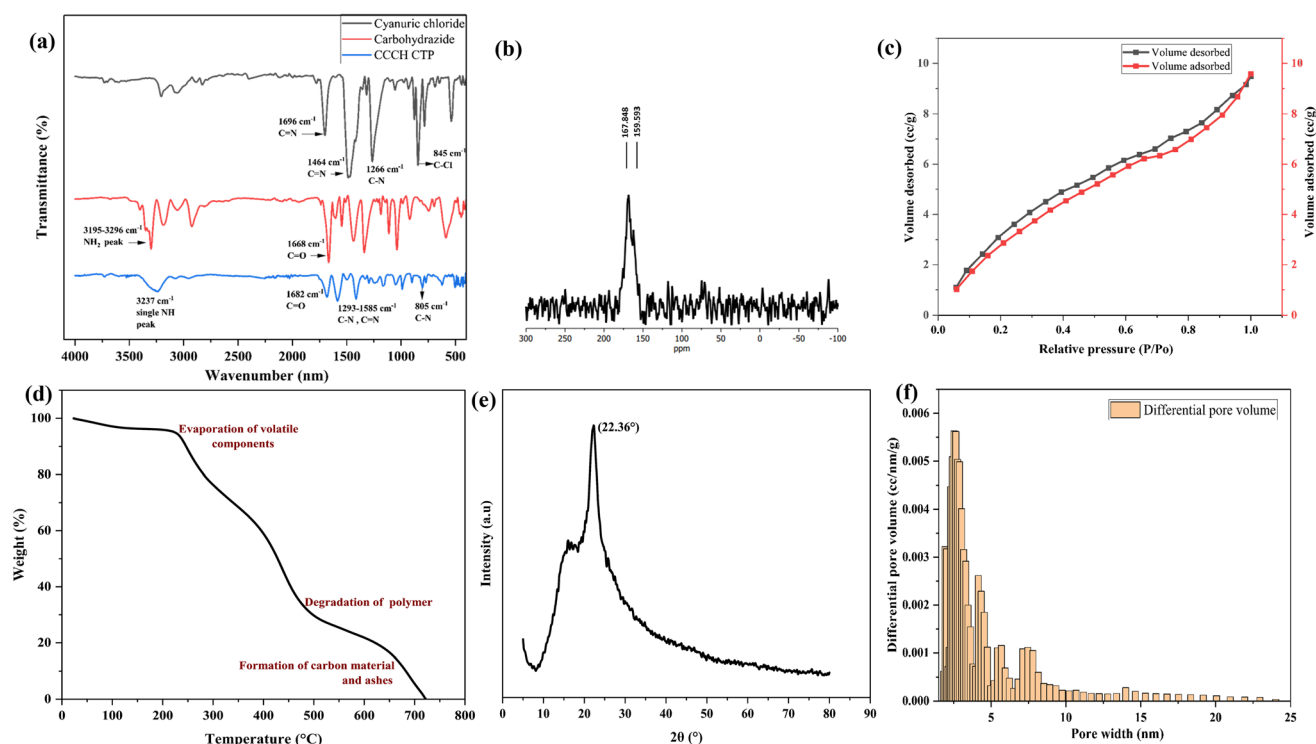 (a)
Cyanuric chloride
Carbohydrazide
CCCH CTP
1696 cm-1
C=N
1464 cm-1
C=N
1266 cm-1
C-N
845 cm-1
C-Cl
3195-3296 cm-1
NH2 peak
1668 cm-1
C=O
3237 cm-1
single NH
peak
1682 cm-1
C=O
1293-1585 cm-1
C-N , C=N
805 cm-1
C-N
Transmittance (%)
4000 3500 3000 2500 2000 1500 1000 500
Wavenumber (nm)
(b)
167.848
159.593
300 250 200 150 100 50 0 -50 -100
ppm
(c)
Volume desorbed
Volume adsorbed
Volume desorbed (cc/g)
10
8
6
4
2
0
0.0 0.2 0.4 0.6 0.8 1.0
Relative pressure (P/Po)
10
8
6
4
2
0
Volume adsorbed (cc/g)
(d)
Evaporation of volatile
components
Degradation of polymer
Formation of carbon material
and ashes
Weight (%)
100
80
60
40
20
0
0 100 200 300 400 500 600 700 800
Temperature (°C)
(e)
(22.36°)
Intensity (a.u)
0 10 20 30 40 50 60 70 80 90
2θ (°)
(f)
Differential pore volume
Differential pore volume (cc/nm/g)
0.006
0.005
0.004
0.003
0.002
0.001
0.000
5 10 15 20 25
Pore width (nm)